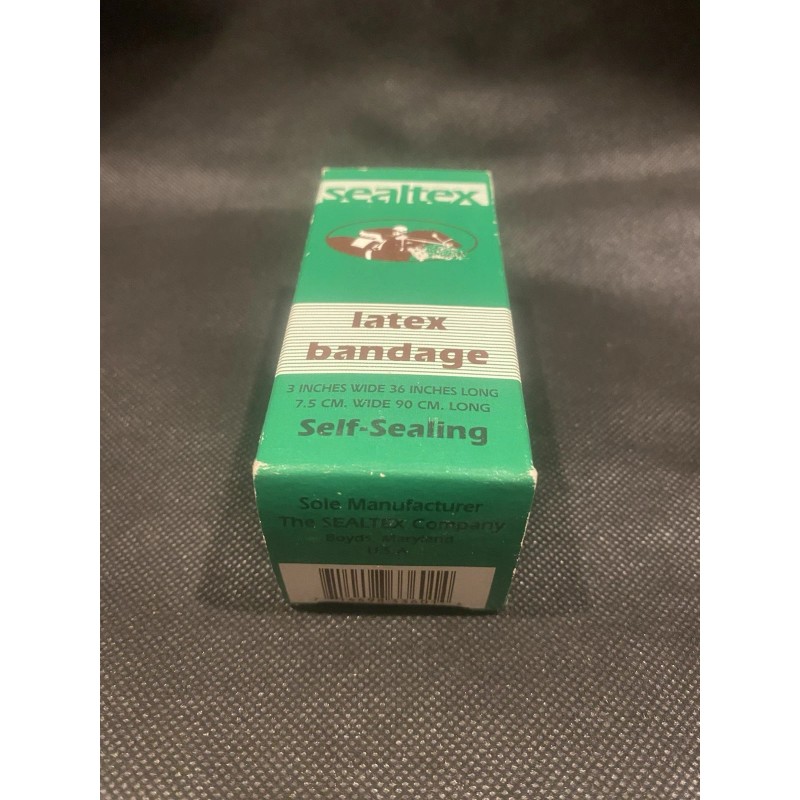 sealtex
latex
bandage
3 INCHES WIDE 36 INCHES LONG
7.5 CM. WIDE 90 CM. LONG
Self-Sealing
Sole Manufacturer
The SEALTEX Company
Boyds, Maryland
U.S.A.